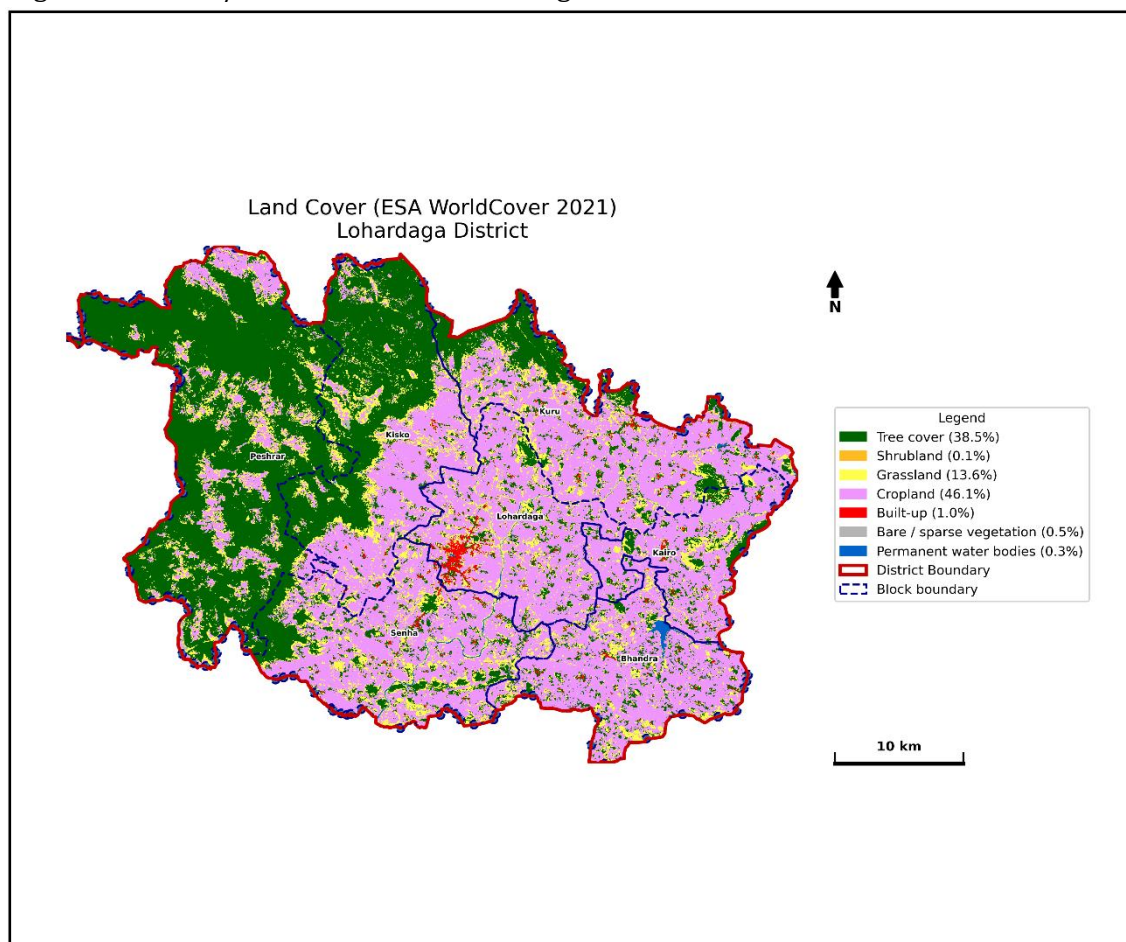 Land Cover (ESA WorldCover 2021)
Lohardaga District
N
Kuru
Kisko
Peshrar
Lohardaga
Kairo
Senha
Bhandra
Legend
Tree cover (38.5%)
Shrubland (0.1%)
Grassland (13.6%)
Cropland (46.1%)
Built-up (1.0%)
Bare / sparse vegetation (0.5%)
Permanent water bodies (0.3%)
District Boundary
Block boundary
10 km